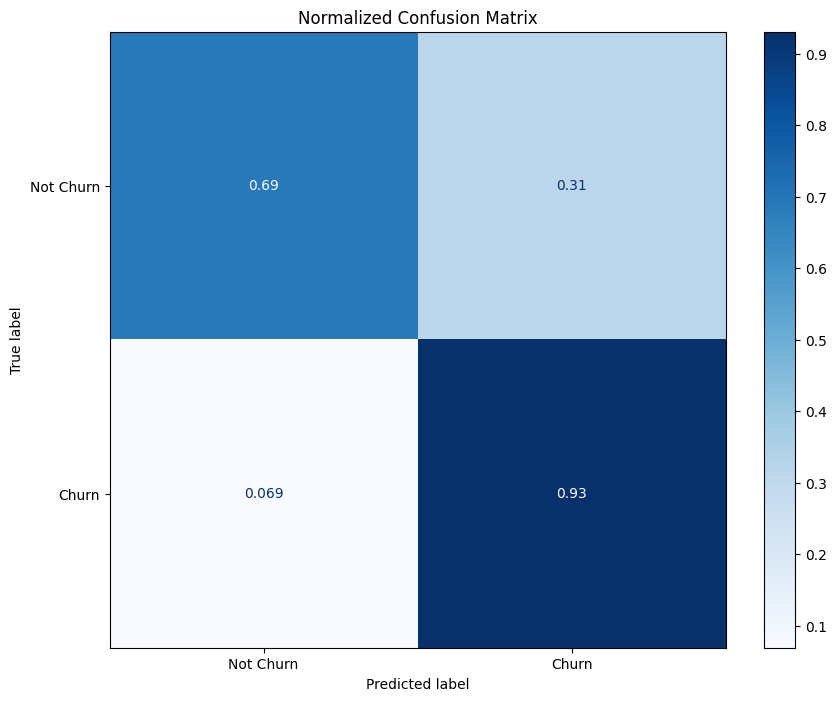 Normalized Confusion Matrix
True label
Not Churn
Churn
0.69
0.31
0.069
0.93
Not Churn
Churn
Predicted label
0.9
0.8
0.7
0.6
0.5
0.4
0.3
0.2
0.1